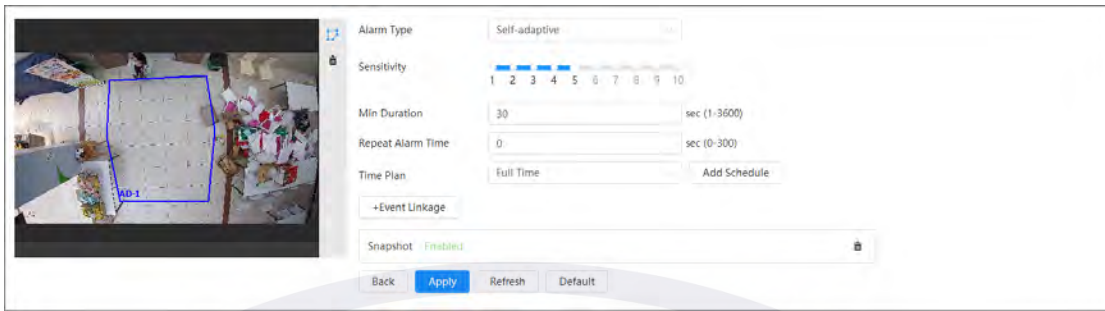 Alarm Type
Self-adaptive
Sensitivity
1 2 3 4 5 6 7 8 9 10
Min Duration
30
sec (1-3600)
Repeat Alarm Time
0
sec (0-300)
Time Plan
Full Time
Add Schedule
+Event Linkage
Snapshot Enabled
Back Apply Refresh Default
AD-1